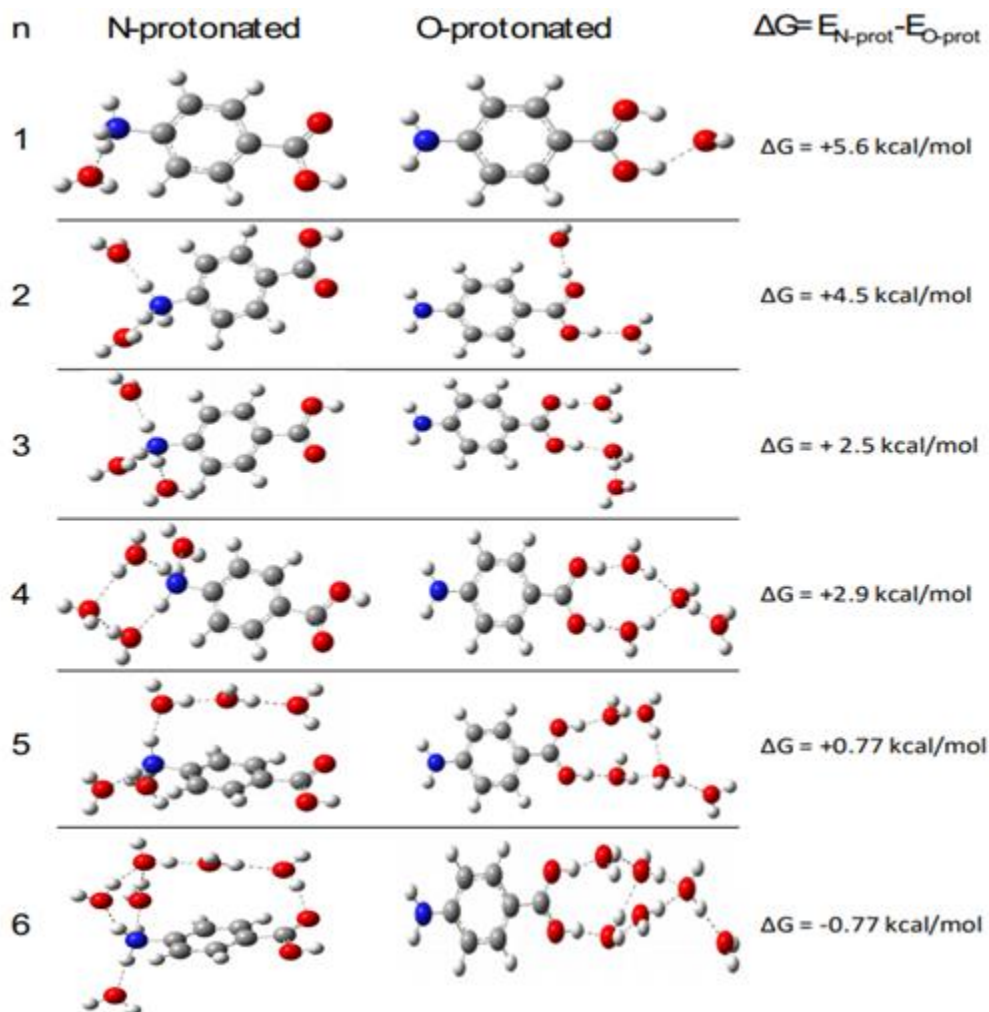 n N-protonated O-protonated ΔG= E_N-prot-E_O-prot
1 ΔG = +5.6 kcal/mol
2 ΔG = +4.5 kcal/mol
3 ΔG = + 2.5 kcal/mol
4 ΔG = +2.9 kcal/mol
5 ΔG = +0.77 kcal/mol
6 ΔG = -0.77 kcal/mol